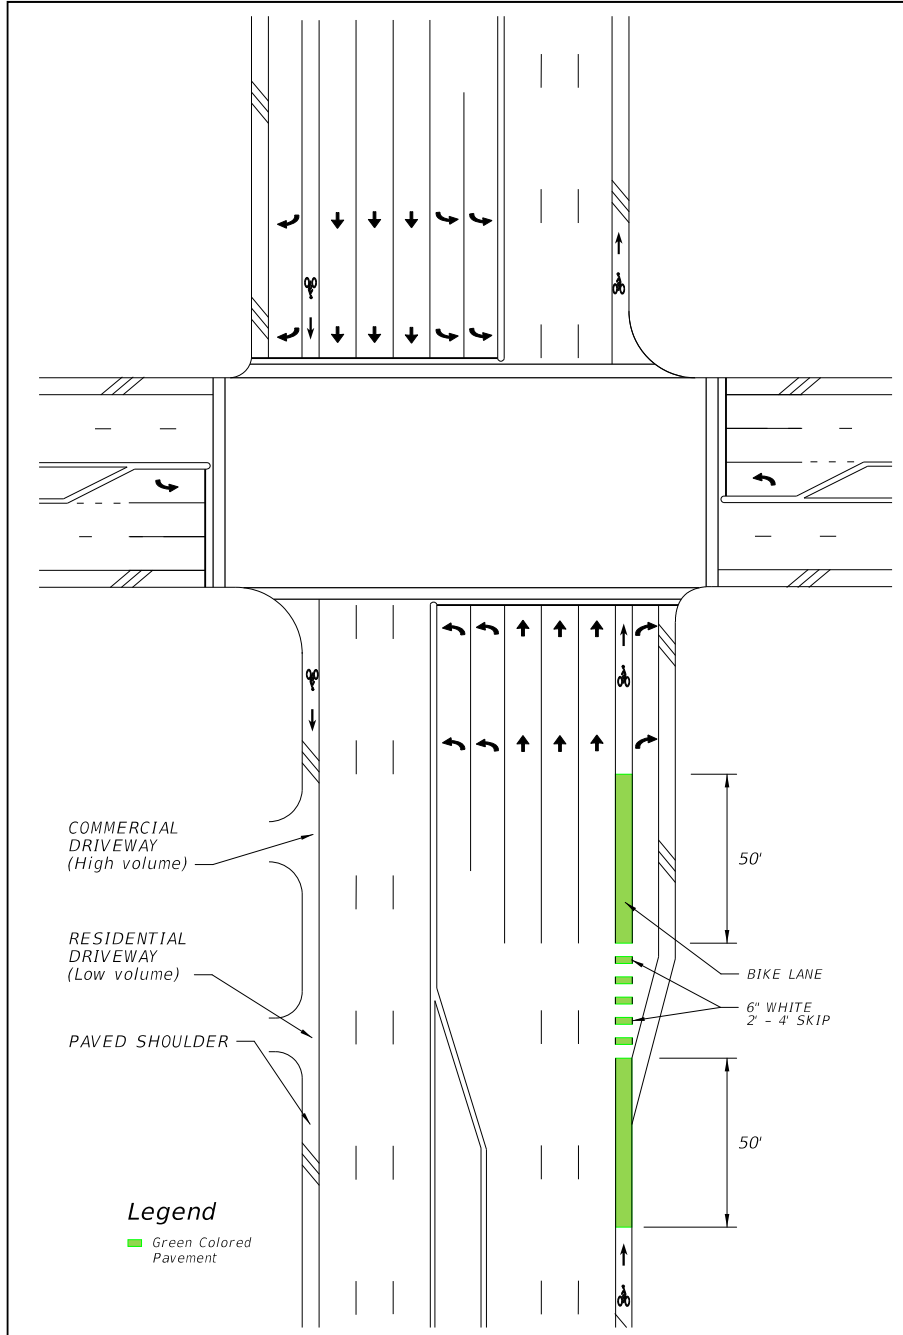 COMMERCIAL
DRIVEWAY
(High volume)
50'
RESIDENTIAL
DRIVEWAY
(Low volume)
BIKE LANE
6" WHITE
2' - 4' SKIP
PAVED SHOULDER
50'
Legend
Green Colored
Pavement